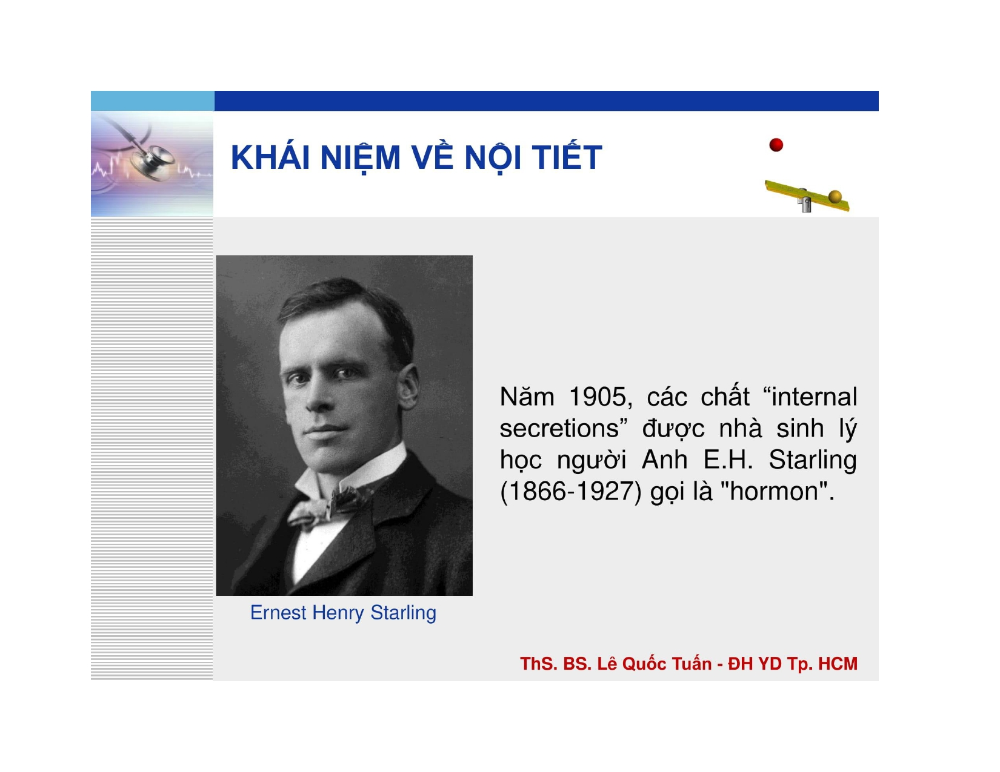 KHÁI NIỆM VỀ NỘI TIẾT
Năm 1905, các chất “internal
secretions” được nhà sinh lý
học người Anh E.H. Starling
(1866-1927) gọi là "hormon".
Ernest Henry Starling
ThS. BS. Lê Quốc Tuấn - ĐH YD Tp. HCM